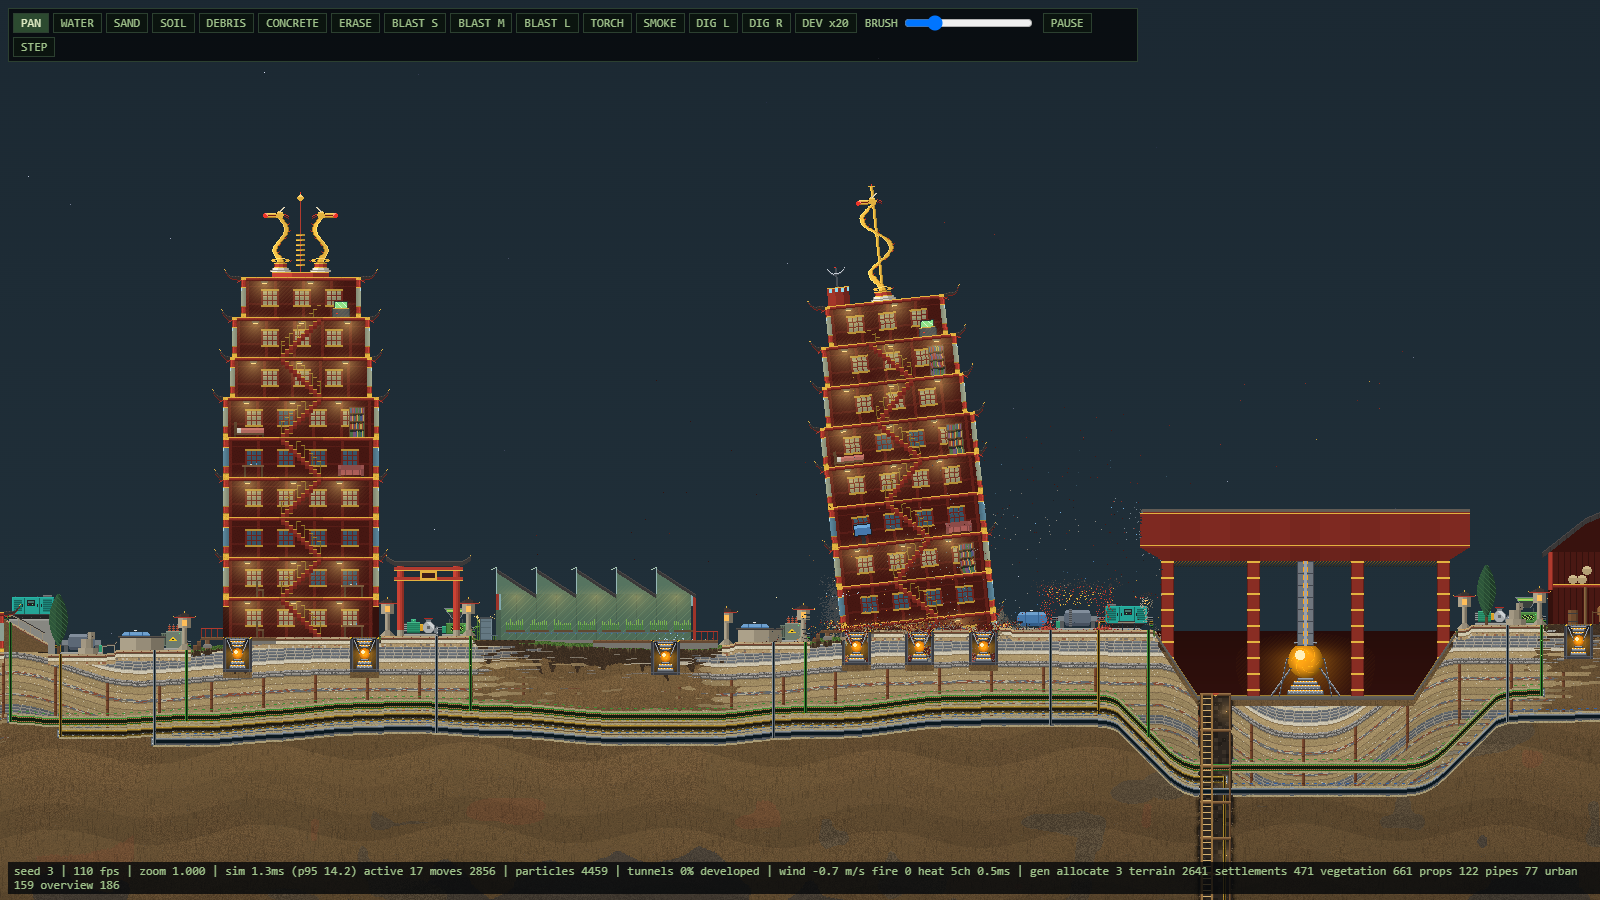 PAN WATER SAND SOIL DEBRIS CONCRETE ERASE BLAST S BLAST M BLAST L TORCH SMOKE DIG L DIG R DEV x20 BRUSH PAUSE
STEP
seed 3 | 110 fps | zoom 1.000 | sim 1.3ms (p95 14.2) active 17 moves 2856 | particles 4459 | tunnels 0% developed | wind -0.7 m/s fire 0 heat 5ch 0.5ms | gen allocate 3 terrain 2641 settlements 471 vegetation 661 props 122 pipes 77 urban
159 overview 186